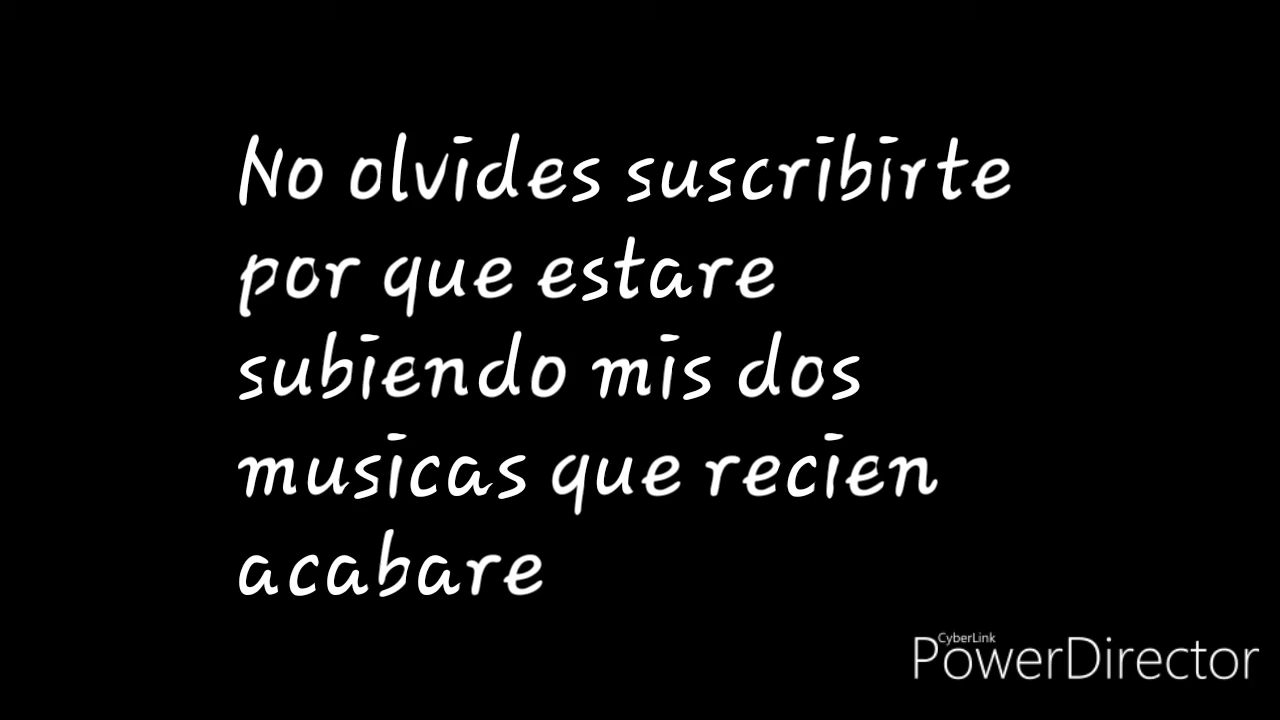 No olvides suscribirte
por que estare
subiendo mis dos
musicas que recien
acabare
CyberLink
PowerDirector